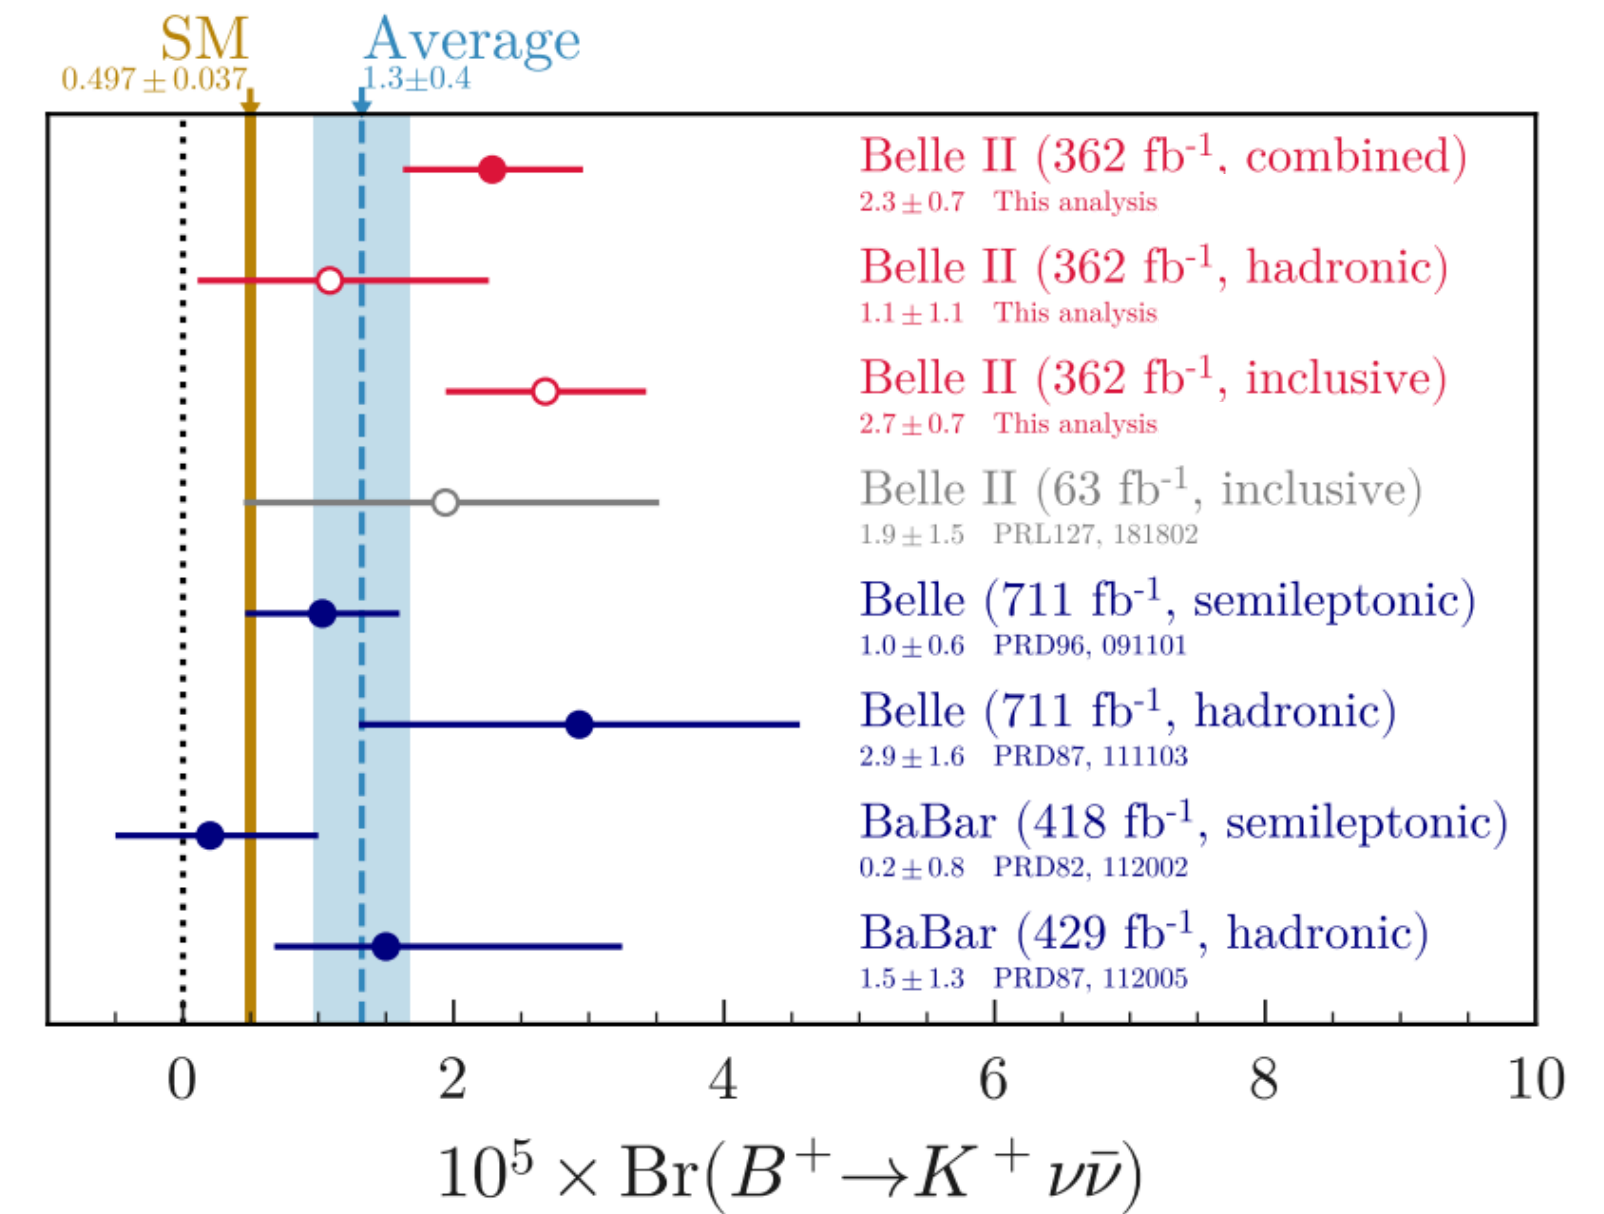 SM Average
0.497 ± 0.037 1.3±0.4
Belle II (362 fb⁻¹, combined)
2.3 ± 0.7 This analysis
Belle II (362 fb⁻¹, hadronic)
1.1 ± 1.1 This analysis
Belle II (362 fb⁻¹, inclusive)
2.7 ± 0.7 This analysis
Belle II (63 fb⁻¹, inclusive)
1.9 ± 1.5 PRL127, 181802
Belle (711 fb⁻¹, semileptonic)
1.0 ± 0.6 PRD96, 091101
Belle (711 fb⁻¹, hadronic)
2.9 ± 1.6 PRD87, 111103
BaBar (418 fb⁻¹, semileptonic)
0.2 ± 0.8 PRD82, 112002
BaBar (429 fb⁻¹, hadronic)
1.5 ± 1.3 PRD87, 112005
0 2 4 6 8 10
10⁵ × Br(B⁺→K⁺νν̄)